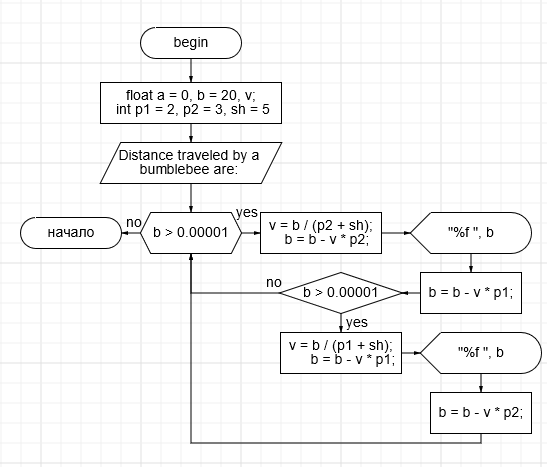 begin
float a = 0, b = 20, v;
int p1 = 2, p2 = 3, sh = 5
Distance traveled by a
bumblebee are:
начало
no
b > 0.00001
yes
v = b / (p2 + sh);
b = b - v * p2;
"%f ", b
b = b - v * p1;
no
b > 0.00001
yes
v = b / (p1 + sh);
b = b - v * p1;
"%f ", b
b = b - v * p2;